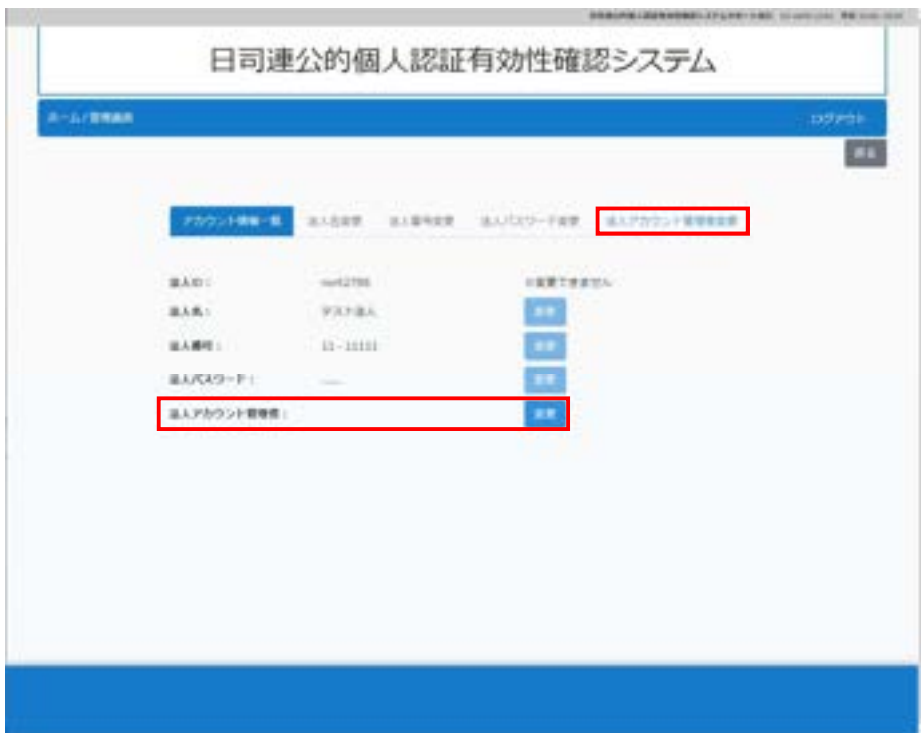 日司連公的個人認証有効性確認システム
ホーム/管理画面
ログアウト
戻る
アカウント情報一覧 法人名変更 法人番号変更 法人パスワード変更 法人アカウント管理者変更
法人ID: ※変更できません
法人名: テスト法人 変更
法人番号: 11-11111 変更
法人パスワード: 変更
法人アカウント管理者: 変更